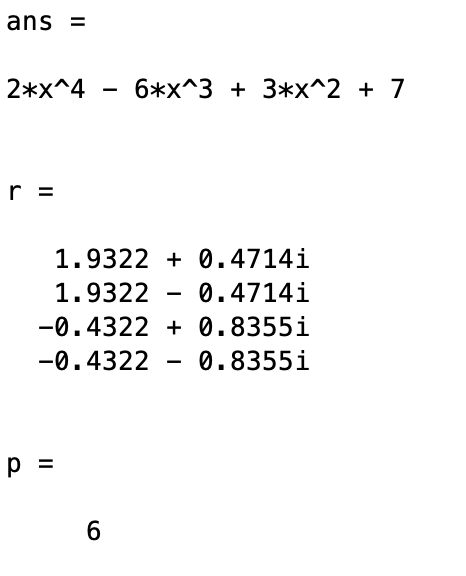 ans =
2*x^4 - 6*x^3 + 3*x^2 + 7
r =
1.9322 + 0.4714i
1.9322 - 0.4714i
-0.4322 + 0.8355i
-0.4322 - 0.8355i
p =
6